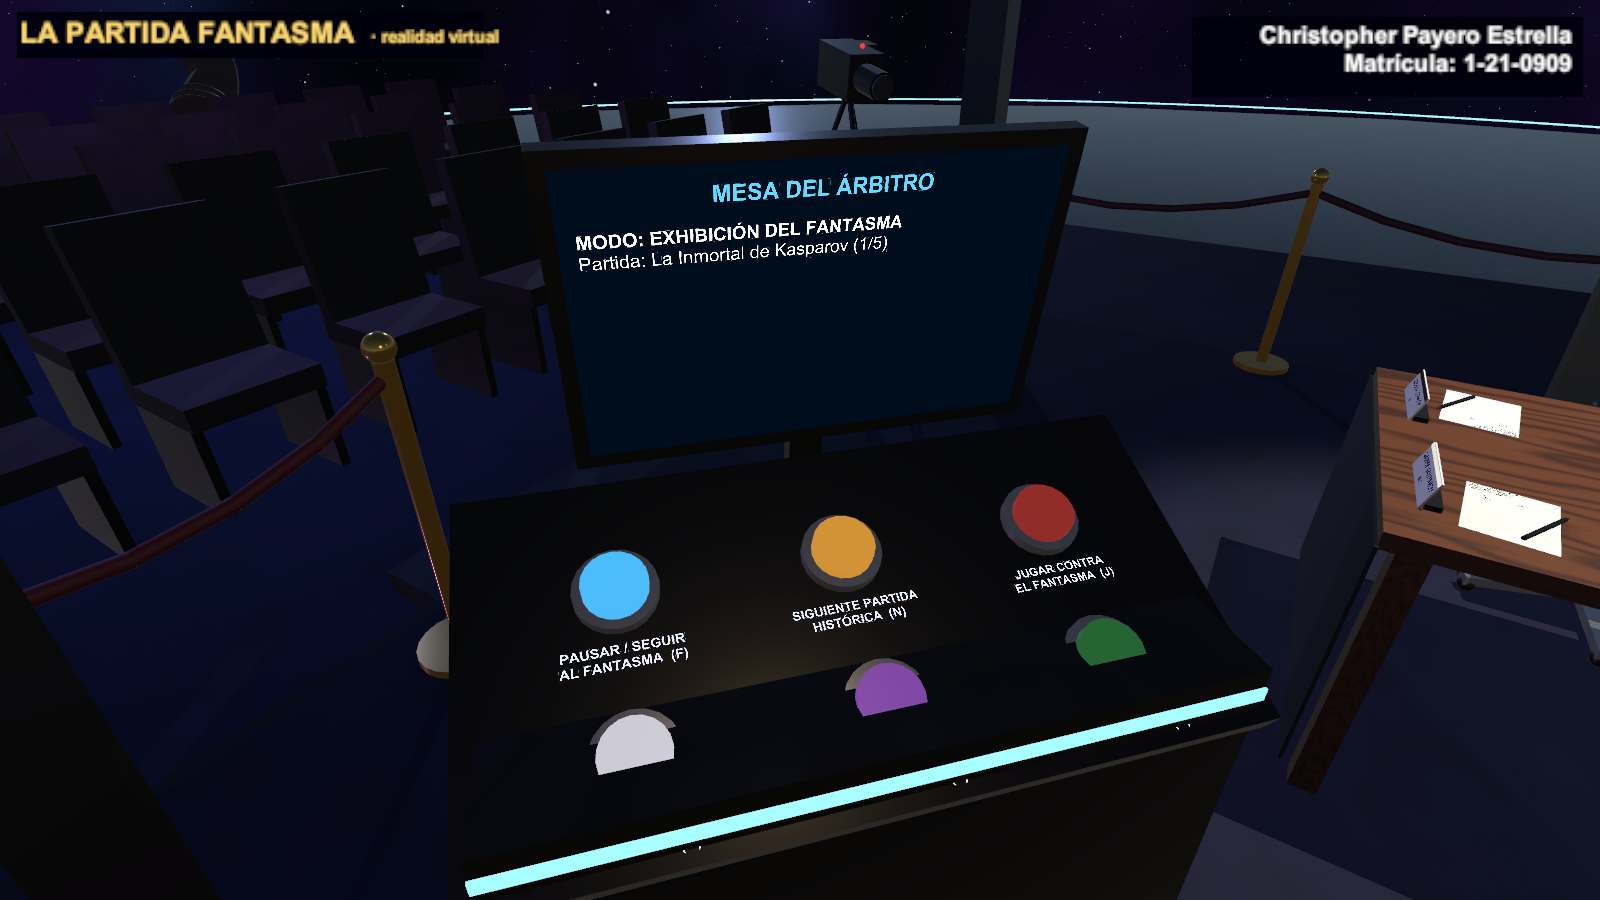 LA PARTIDA FANTASMA · realidad virtual
Christopher Payero Estrella
Matrícula: 1-21-0909
MESA DEL ÁRBITRO
MODO: EXHIBICIÓN DEL FANTASMA
Partida: La Inmortal de Kasparov (1/5)
PAUSAR / SEGUIR
AL FANTASMA (F)
SIGUIENTE PARTIDA
HISTÓRICA (N)
JUGAR CONTRA
EL FANTASMA (J)